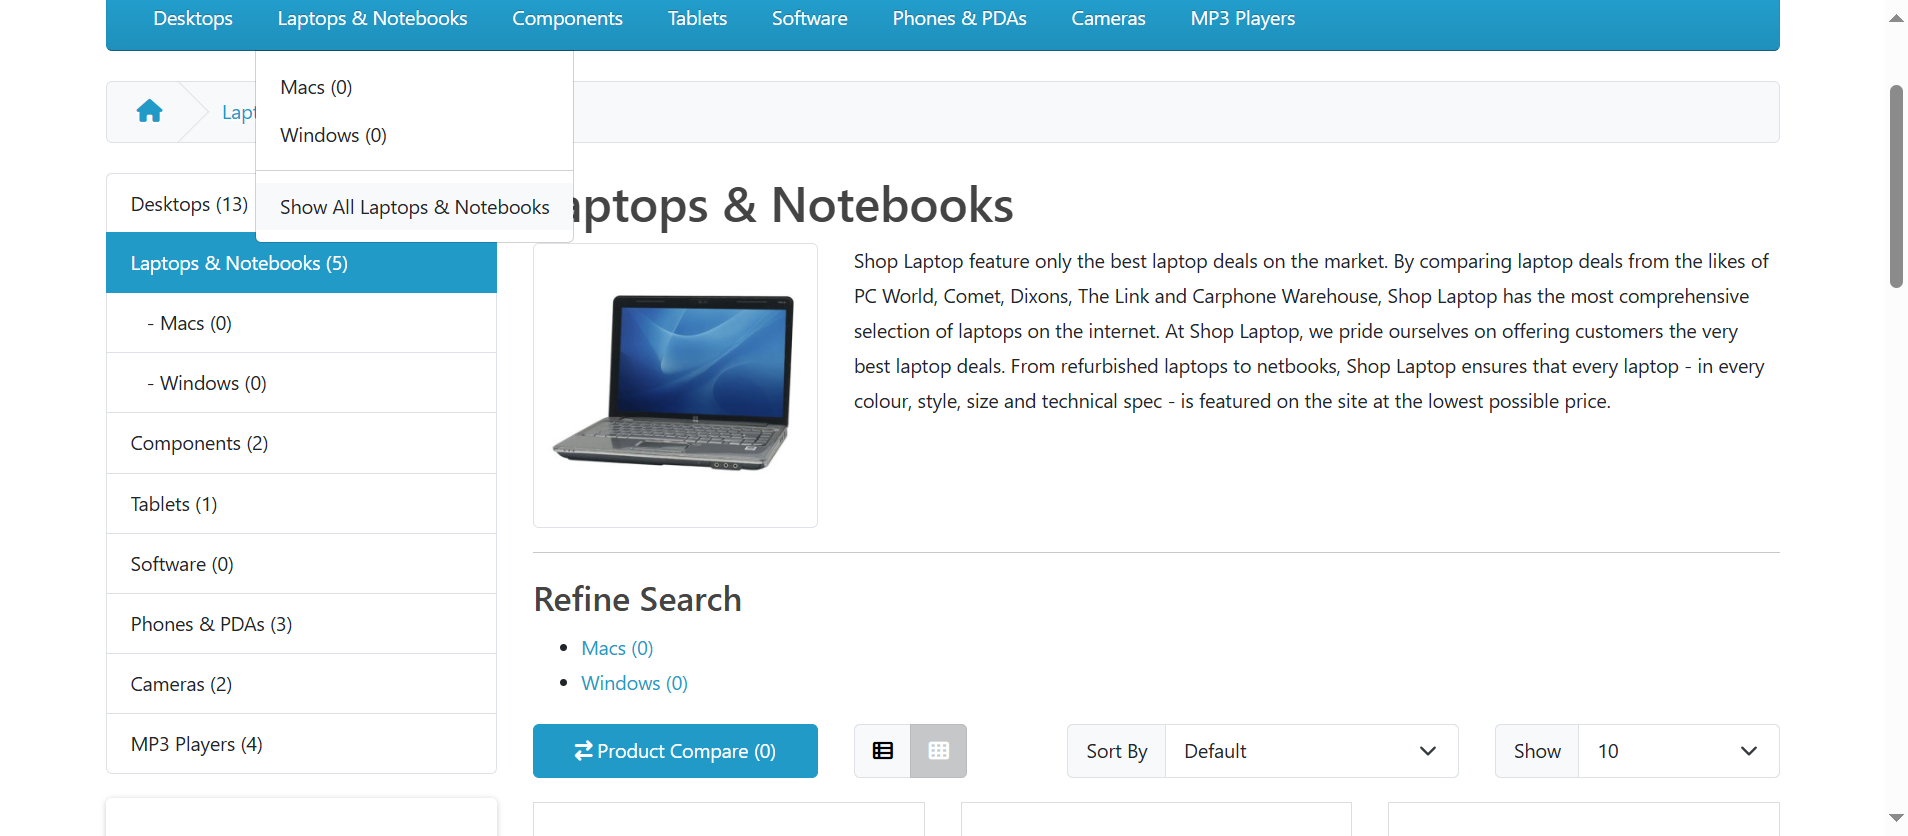 Desktops
Laptops & Notebooks
Components
Tablets
Software
Phones & PDAs
Cameras
MP3 Players
Macs (0)
Windows (0)
Show All Laptops & Notebooks
Lapt
Desktops (13)
Laptops & Notebooks (5)
- Macs (0)
- Windows (0)
Components (2)
Tablets (1)
Software (0)
Phones & PDAs (3)
Cameras (2)
MP3 Players (4)
aptops & Notebooks
Shop Laptop feature only the best laptop deals on the market. By comparing laptop deals from the likes of
PC World, Comet, Dixons, The Link and Carphone Warehouse, Shop Laptop has the most comprehensive
selection of laptops on the internet. At Shop Laptop, we pride ourselves on offering customers the very
best laptop deals. From refurbished laptops to netbooks, Shop Laptop ensures that every laptop - in every
colour, style, size and technical spec - is featured on the site at the lowest possible price.
Refine Search
Macs (0)
Windows (0)
Product Compare (0)
Sort By
Default
Show
10